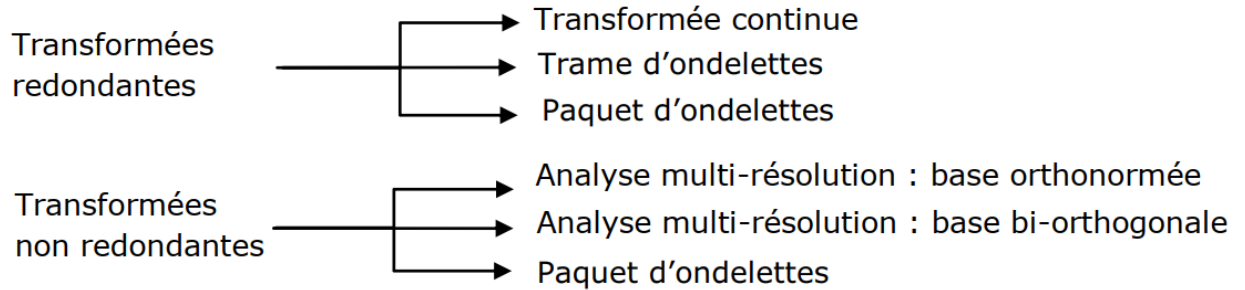 Transformées
redondantes
Transformée continue
Trame d'ondelettes
Paquet d'ondelettes
Transformées
non redondantes
Analyse multi-résolution : base orthonormée
Analyse multi-résolution : base bi-orthogonale
Paquet d'ondelettes